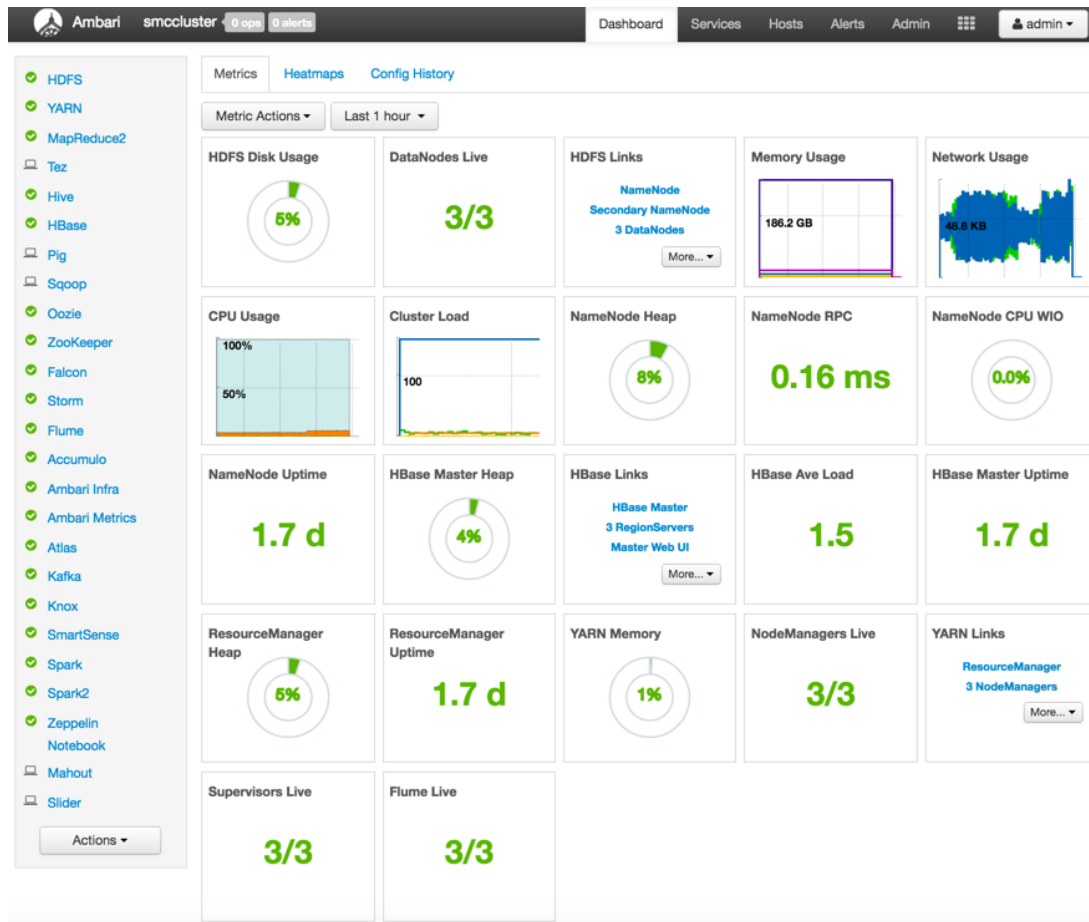 Ambari smccluster 0 ops 0 alerts Dashboard Services Hosts Alerts Admin admin
HDFS
YARN
MapReduce2
Tez
Hive
HBase
Pig
Sqoop
Oozie
ZooKeeper
Falcon
Storm
Flume
Accumulo
Ambari Infra
Ambari Metrics
Atlas
Kafka
Knox
SmartSense
Spark
Spark2
Zeppelin
Notebook
Mahout
Slider
Actions
Metrics Heatmaps Config History
Metric Actions Last 1 hour
HDFS Disk Usage
5%
DataNodes Live
3/3
HDFS Links
NameNode
Secondary NameNode
3 DataNodes
More...
Memory Usage
186.2 GB
Network Usage
48.8 KB
CPU Usage
100%
50%
Cluster Load
100
NameNode Heap
8%
NameNode RPC
0.16 ms
NameNode CPU WIO
0.0%
NameNode Uptime
1.7 d
HBase Master Heap
4%
HBase Links
HBase Master
3 RegionServers
Master Web UI
More...
HBase Ave Load
1.5
HBase Master Uptime
1.7 d
ResourceManager
Heap
5%
ResourceManager
Uptime
1.7 d
YARN Memory
1%
NodeManagers Live
3/3
YARN Links
ResourceManager
3 NodeManagers
More...
Supervisors Live
3/3
Flume Live
3/3